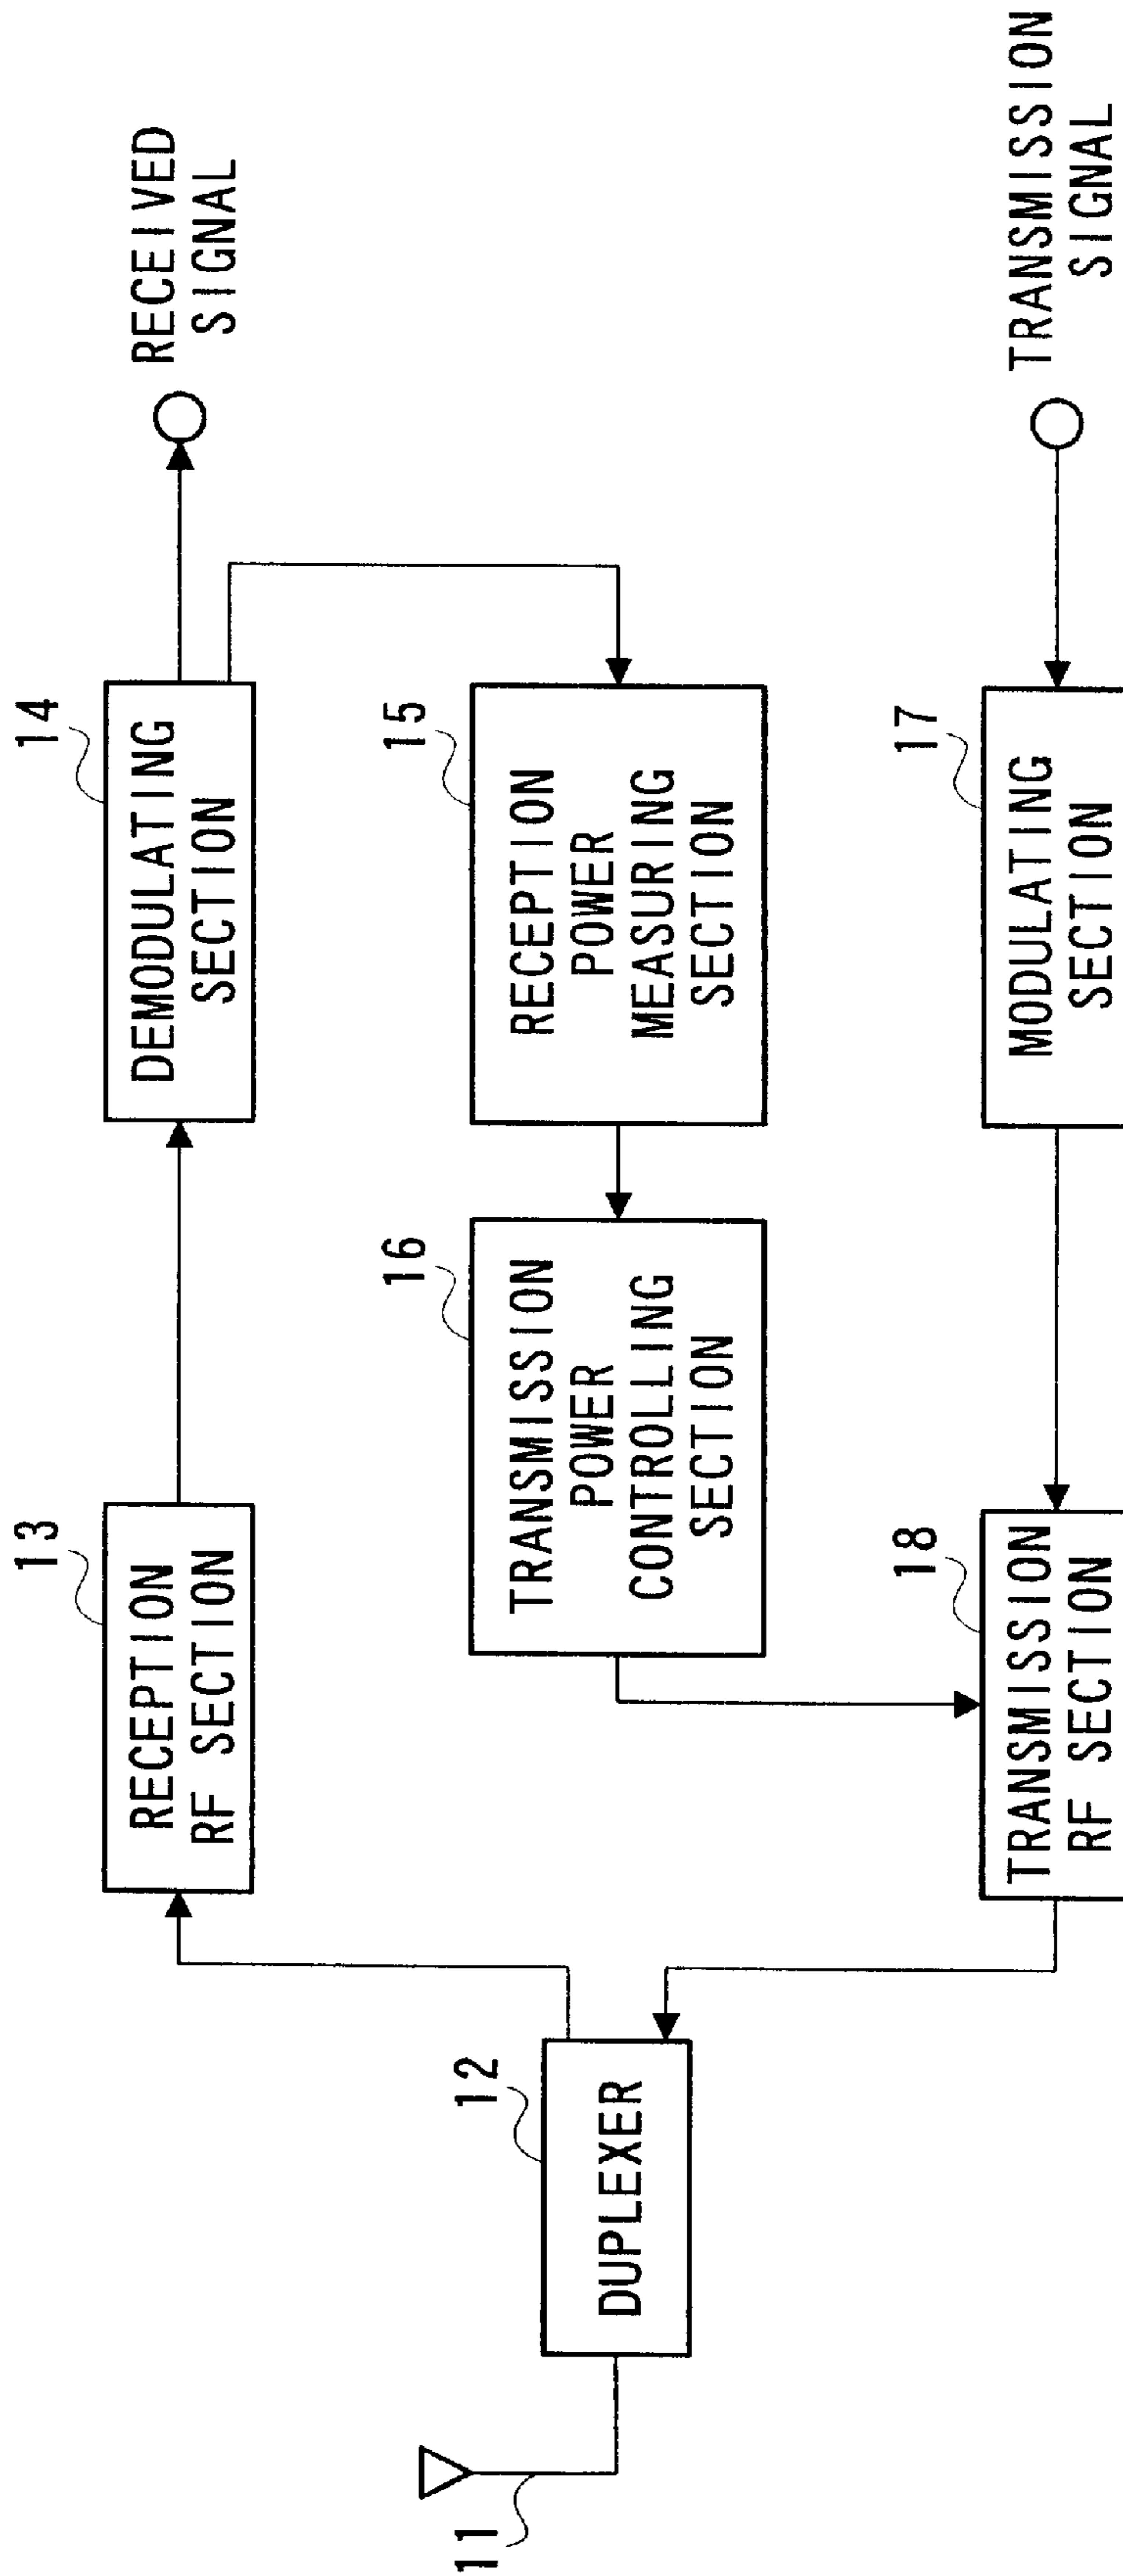 11
12
DUPLEXER
13
RECEPTION
RF SECTION
14
DEMODULATING
SECTION
RECEIVED
SIGNAL
16
TRANSMISSION
POWER
CONTROLLING
SECTION
15
RECEPTION
POWER
MEASURING
SECTION
18
TRANSMISSION
RF SECTION
17
MODULATING
SECTION
TRANSMISSION
SIGNAL